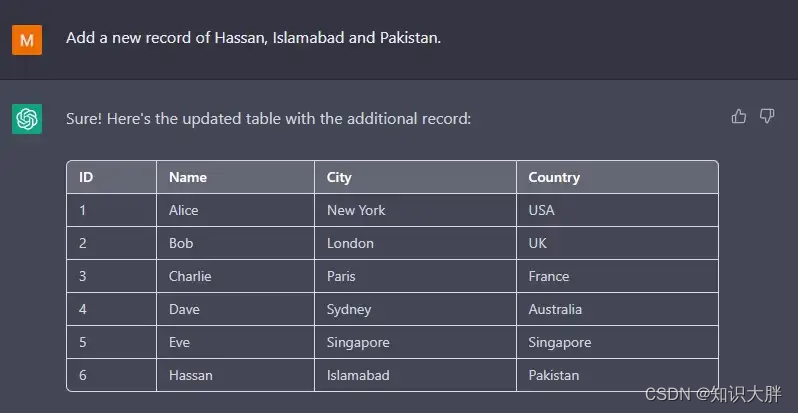 M
Add a new record of Hassan, Islamabad and Pakistan.
Sure! Here's the updated table with the additional record:
ID Name City Country
1 Alice New York USA
2 Bob London UK
3 Charlie Paris France
4 Dave Sydney Australia
5 Eve Singapore Singapore
6 Hassan Islamabad Pakistan
CSDN @知识大胖